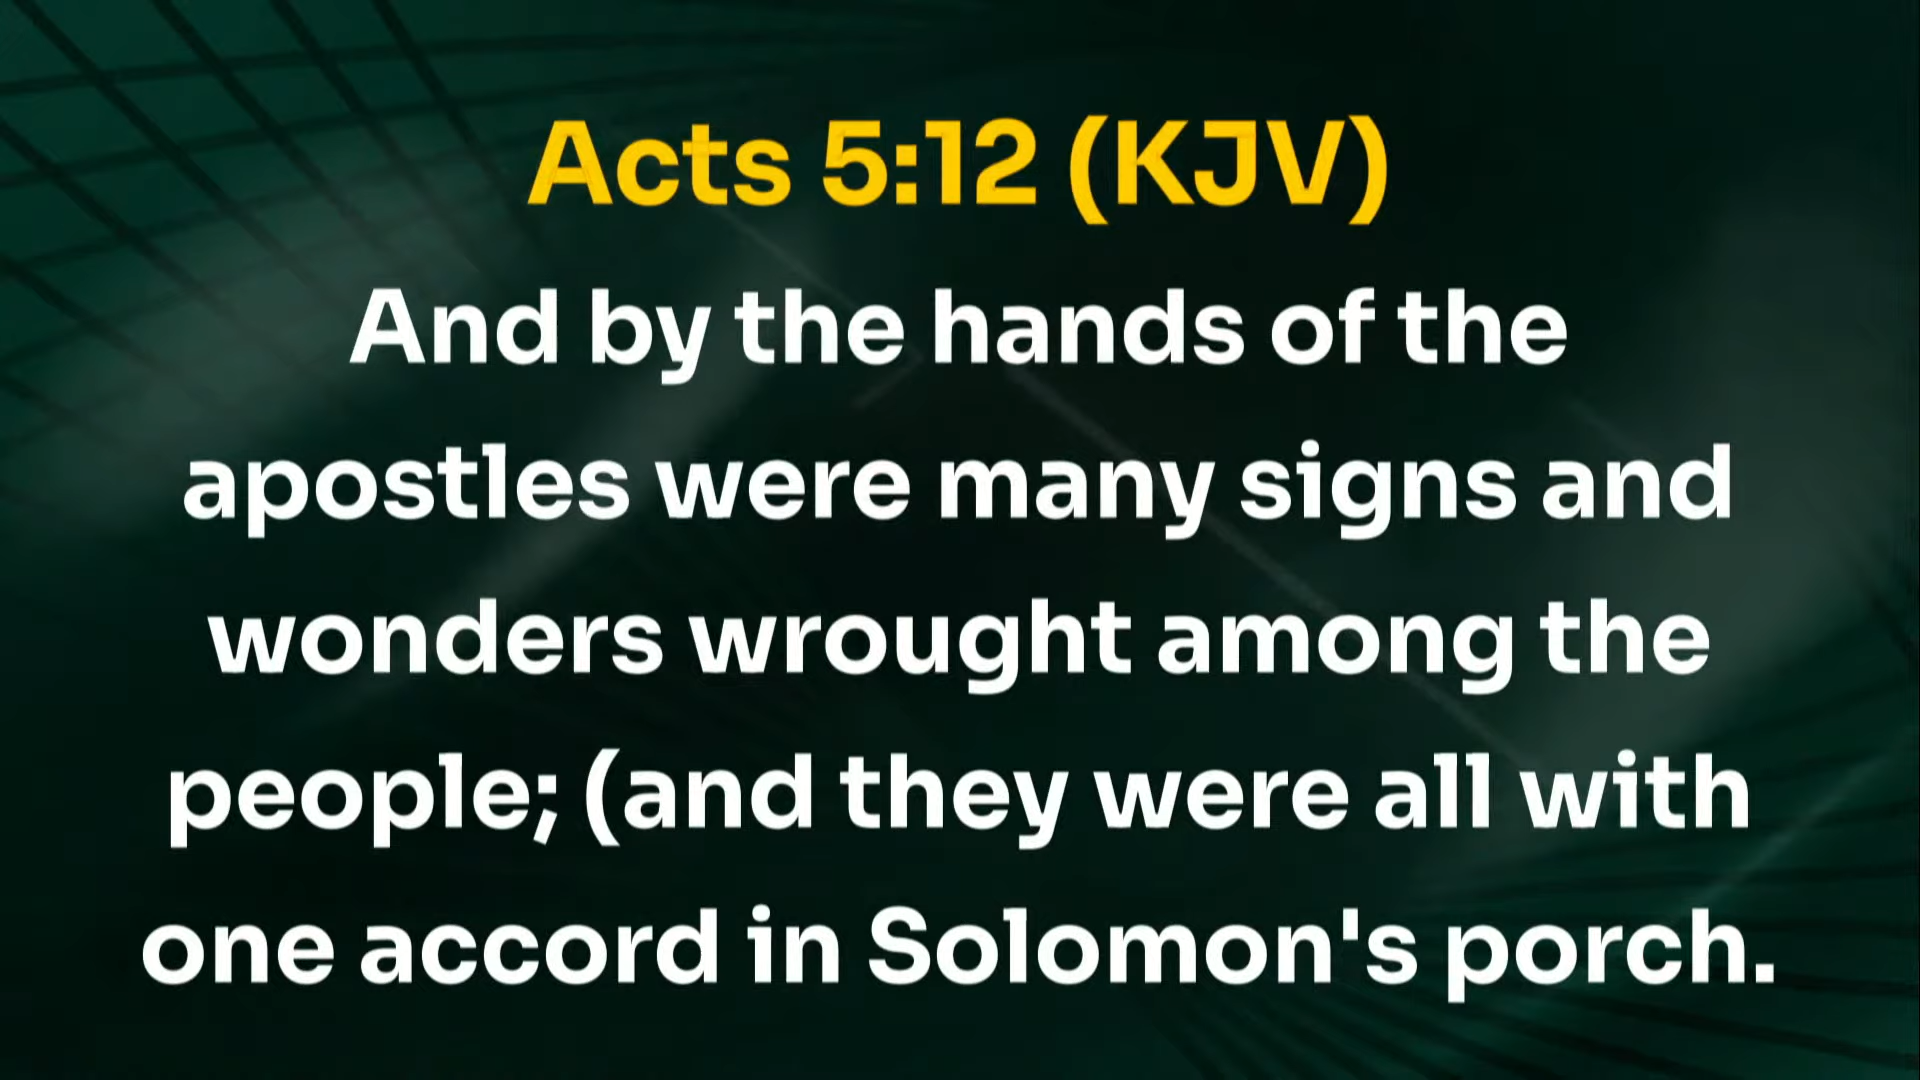 Acts 5:12 (KJV)
And by the hands of the
apostles were many signs and
wonders wrought among the
people; (and they were all with
one accord in Solomon's porch.